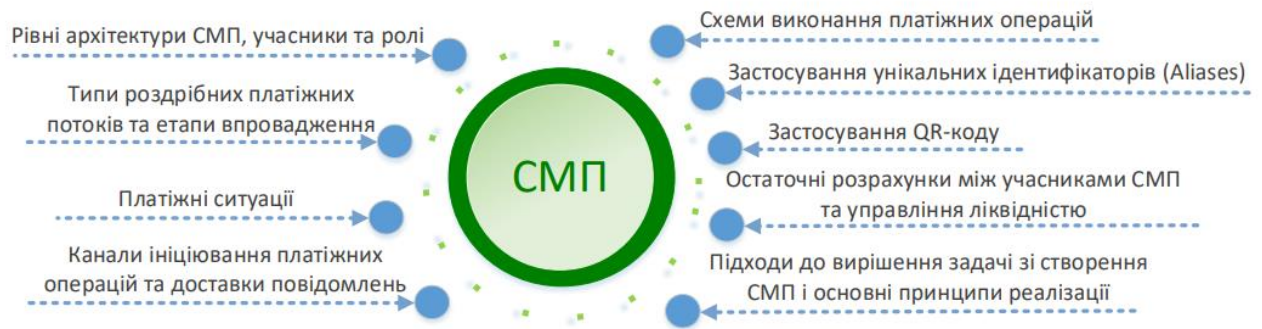 Рівні архітектури СМП, учасники та ролі
Типи роздрібних платіжних
потоків та етапи впровадження
Платіжні ситуації
Канали ініціювання платіжних
операцій та доставки повідомлень
СМП
Схеми виконання платіжних операцій
Застосування унікальних ідентифікаторів (Aliases)
Застосування QR-коду
Остаточні розрахунки між учасниками СМП
та управління ліквідністю
Підходи до вирішення задачі зі створення
СМП і основні принципи реалізації